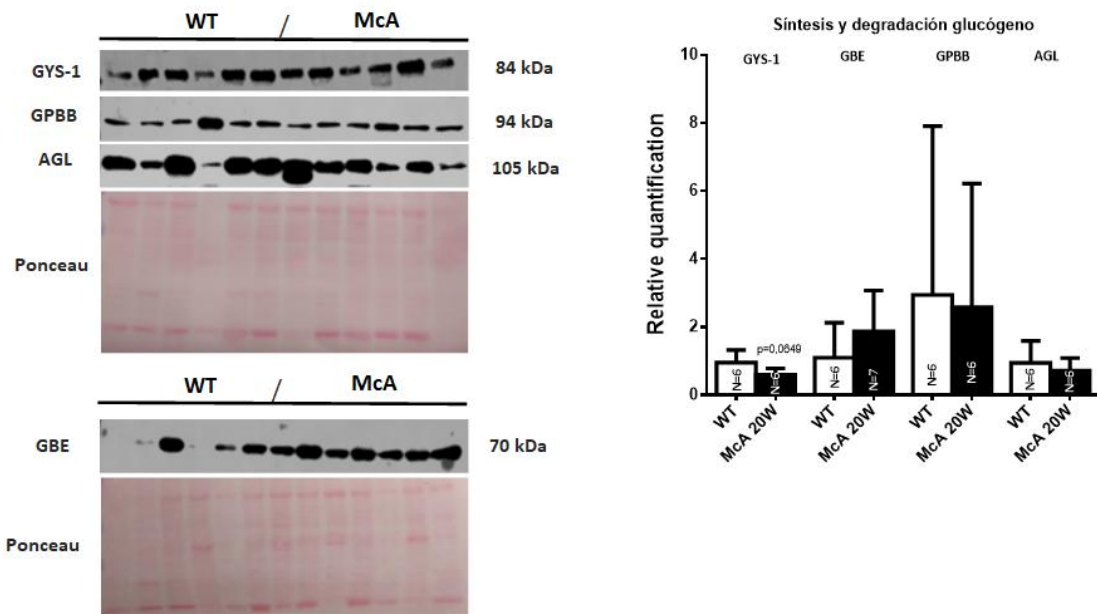 WT / McA
GYS-1 84 kDa
GPBB 94 kDa
AGL 105 kDa
Ponceau
WT / McA
GBE 70 kDa
Ponceau
Síntesis y degradación glucógeno
GYS-1 GBE GPBB AGL
Relative quantification
10
8
6
4
2
0
p=0,0649
N=6 N=6 N=6 N=7 N=6 N=6 N=6 N=6
WT McA 20W WT McA 20W WT McA 20W WT McA 20W